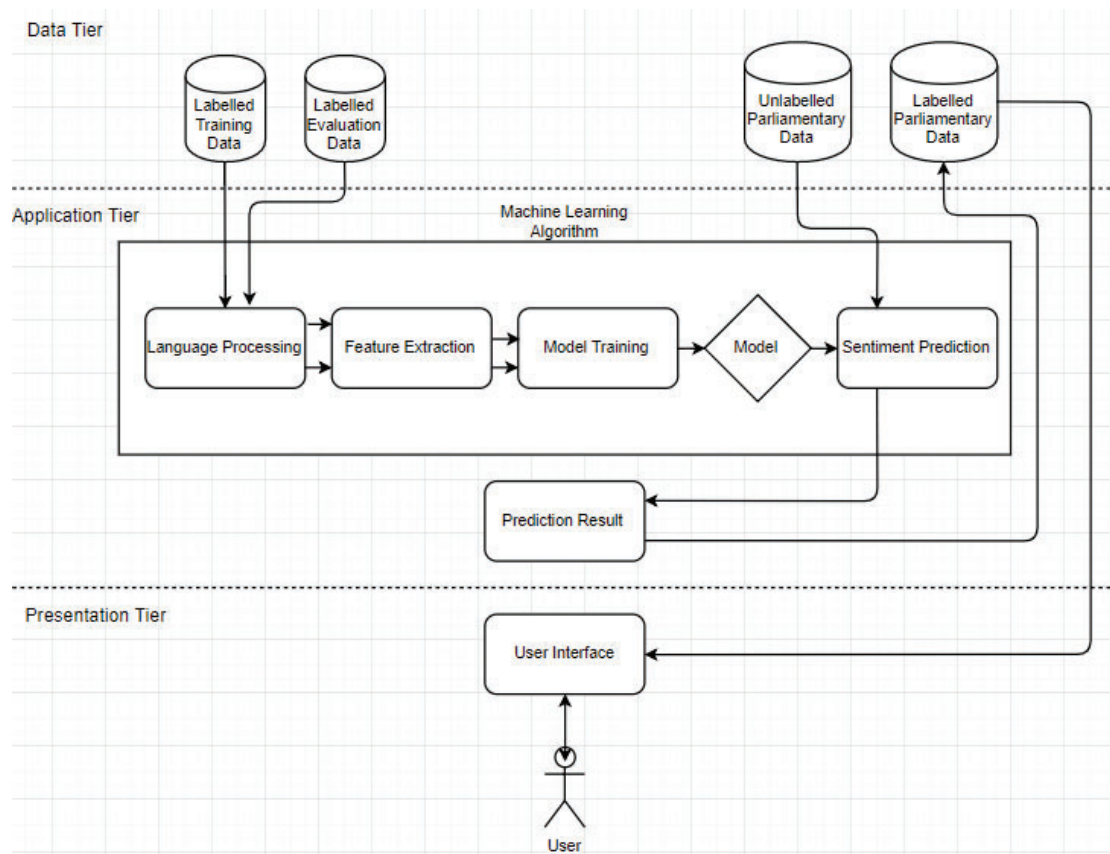 Data Tier
Labelled
Training
Data
Labelled
Evaluation
Data
Unlabelled
Parliamentary
Data
Labelled
Parliamentary
Data
Application Tier
Machine Learning
Algorithm
Language Processing
Feature Extraction
Model Training
Model
Sentiment Prediction
Prediction Result
Presentation Tier
User Interface
User